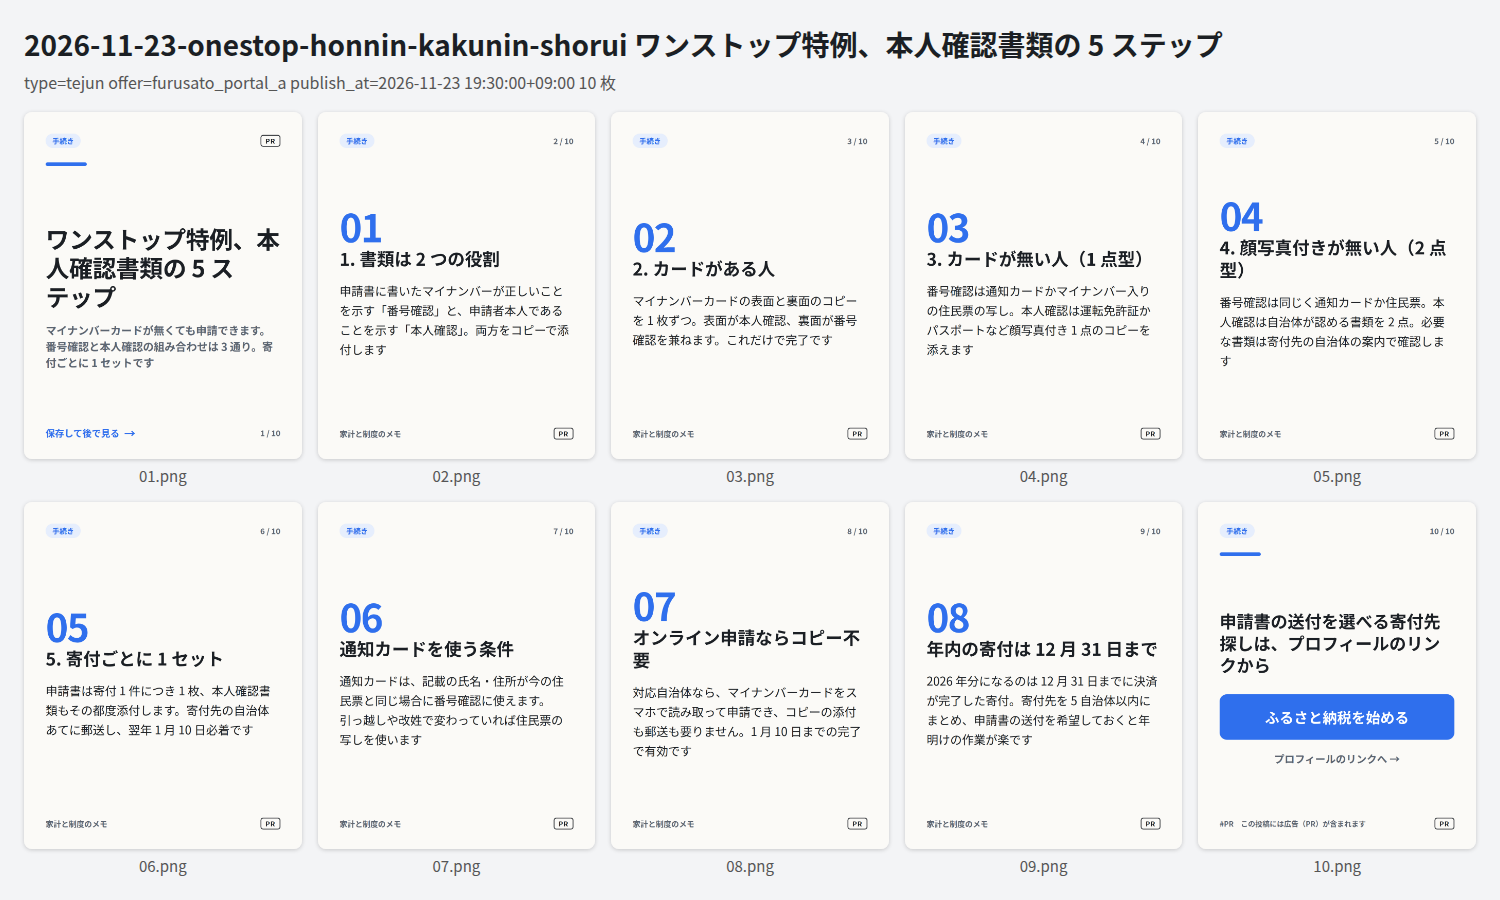 2026-11-23-onestop-honnin-kakunin-shorui ワンストップ特例、本人確認書類の 5 ステップ
type=tejun offer=furusato_portal_a publish_at=2026-11-23 19:30:00+09:00 10 枚
手続き
PR
ワンストップ特例、本
人確認書類の 5 ス
テップ
マイナンバーカードが無くても申請できます。
番号確認と本人確認の組み合わせは 3 通り。寄
付ごとに 1 セットです
保存して後で見る →
1 / 10
01.png
手続き
2 / 10
01
1. 書類は 2 つの役割
申請書に書いたマイナンバーが正しいこと
を示す「番号確認」と、申請者本人である
ことを示す「本人確認」。両方をコピーで添
付します
家計と制度のメモ
PR
02.png
手続き
3 / 10
02
2. カードがある人
マイナンバーカードの表面と裏面のコピー
を 1 枚ずつ。表面が本人確認、裏面が番号
確認を兼ねます。これだけで完了です
家計と制度のメモ
PR
03.png
手続き
4 / 10
03
3. カードが無い人（1 点型）
番号確認は通知カードかマイナンバー入り
の住民票の写し。本人確認は運転免許証か
パスポートなど顔写真付き 1 点のコピーを
添えます
家計と制度のメモ
PR
04.png
手続き
5 / 10
04
4. 顔写真付きが無い人（2 点
型）
番号確認は同じく通知カードか住民票。本
人確認は自治体が認める書類を 2 点。必要
な書類は寄付先の自治体の案内で確認しま
す
家計と制度のメモ
PR
05.png
手続き
6 / 10
05
5. 寄付ごとに 1 セット
申請書は寄付 1 件につき 1 枚、本人確認書
類もその都度添付します。寄付先の自治体
あてに郵送し、翌年 1 月 10 日必着です
家計と制度のメモ
PR
06.png
手続き
7 / 10
06
通知カードを使う条件
通知カードは、記載の氏名・住所が今の住
民票と同じ場合に番号確認に使えます。
引っ越しや改姓で変わっていれば住民票の
写しを使います
家計と制度のメモ
PR
07.png
手続き
8 / 10
07
オンライン申請ならコピー不
要
対応自治体なら、マイナンバーカードをス
マホで読み取って申請でき、コピーの添付
も郵送も要りません。1 月 10 日までの完了
で有効です
家計と制度のメモ
PR
08.png
手続き
9 / 10
08
年内の寄付は 12 月 31 日まで
2026 年分になるのは 12 月 31 日までに決済
が完了した寄付。寄付先を 5 自治体以内に
まとめ、申請書の送付を希望しておくと年
明けの作業が楽です
家計と制度のメモ
PR
09.png
手続き
10 / 10
申請書の送付を選べる寄付先
探しは、プロフィールのリン
クから
ふるさと納税を始める
プロフィールのリンクへ →
#PR この投稿には広告（PR）が含まれます
PR
10.png